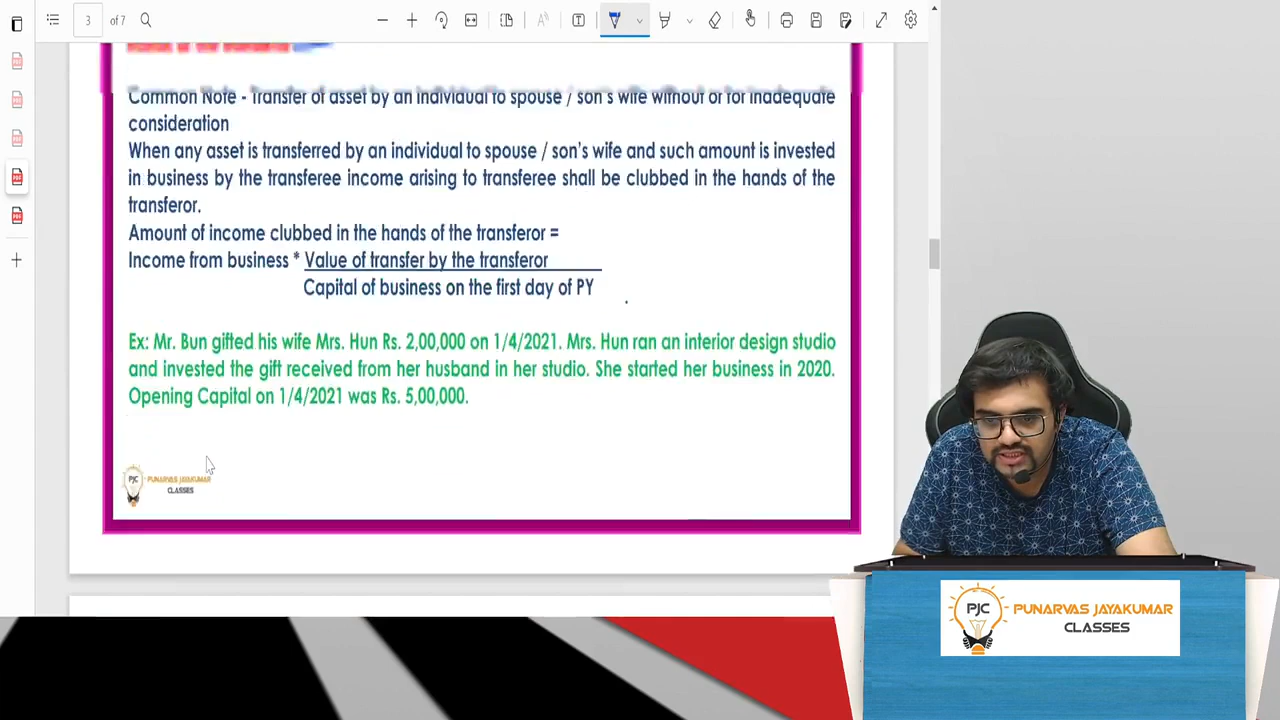 3 of 7
Common Note - Transfer of asset by an individual to spouse / son's wife without or for inadequate
consideration
When any asset is transferred by an individual to spouse / son's wife and such amount is invested
in business by the transferee income arising to transferee shall be clubbed in the hands of the
transferor.
Amount of income clubbed in the hands of the transferor =
Income from business * Value of transfer by the transferor
Capital of business on the first day of PY
Ex: Mr. Bun gifted his wife Mrs. Hun Rs. 2,00,000 on 1/4/2021. Mrs. Hun ran an interior design studio
and invested the gift received from her husband in her studio. She started her business in 2020.
Opening Capital on 1/4/2021 was Rs. 5,00,000.
PJC PUNARVAS JAYAKUMAR
CLASSES
PJC PUNARVAS JAYAKUMAR
CLASSES